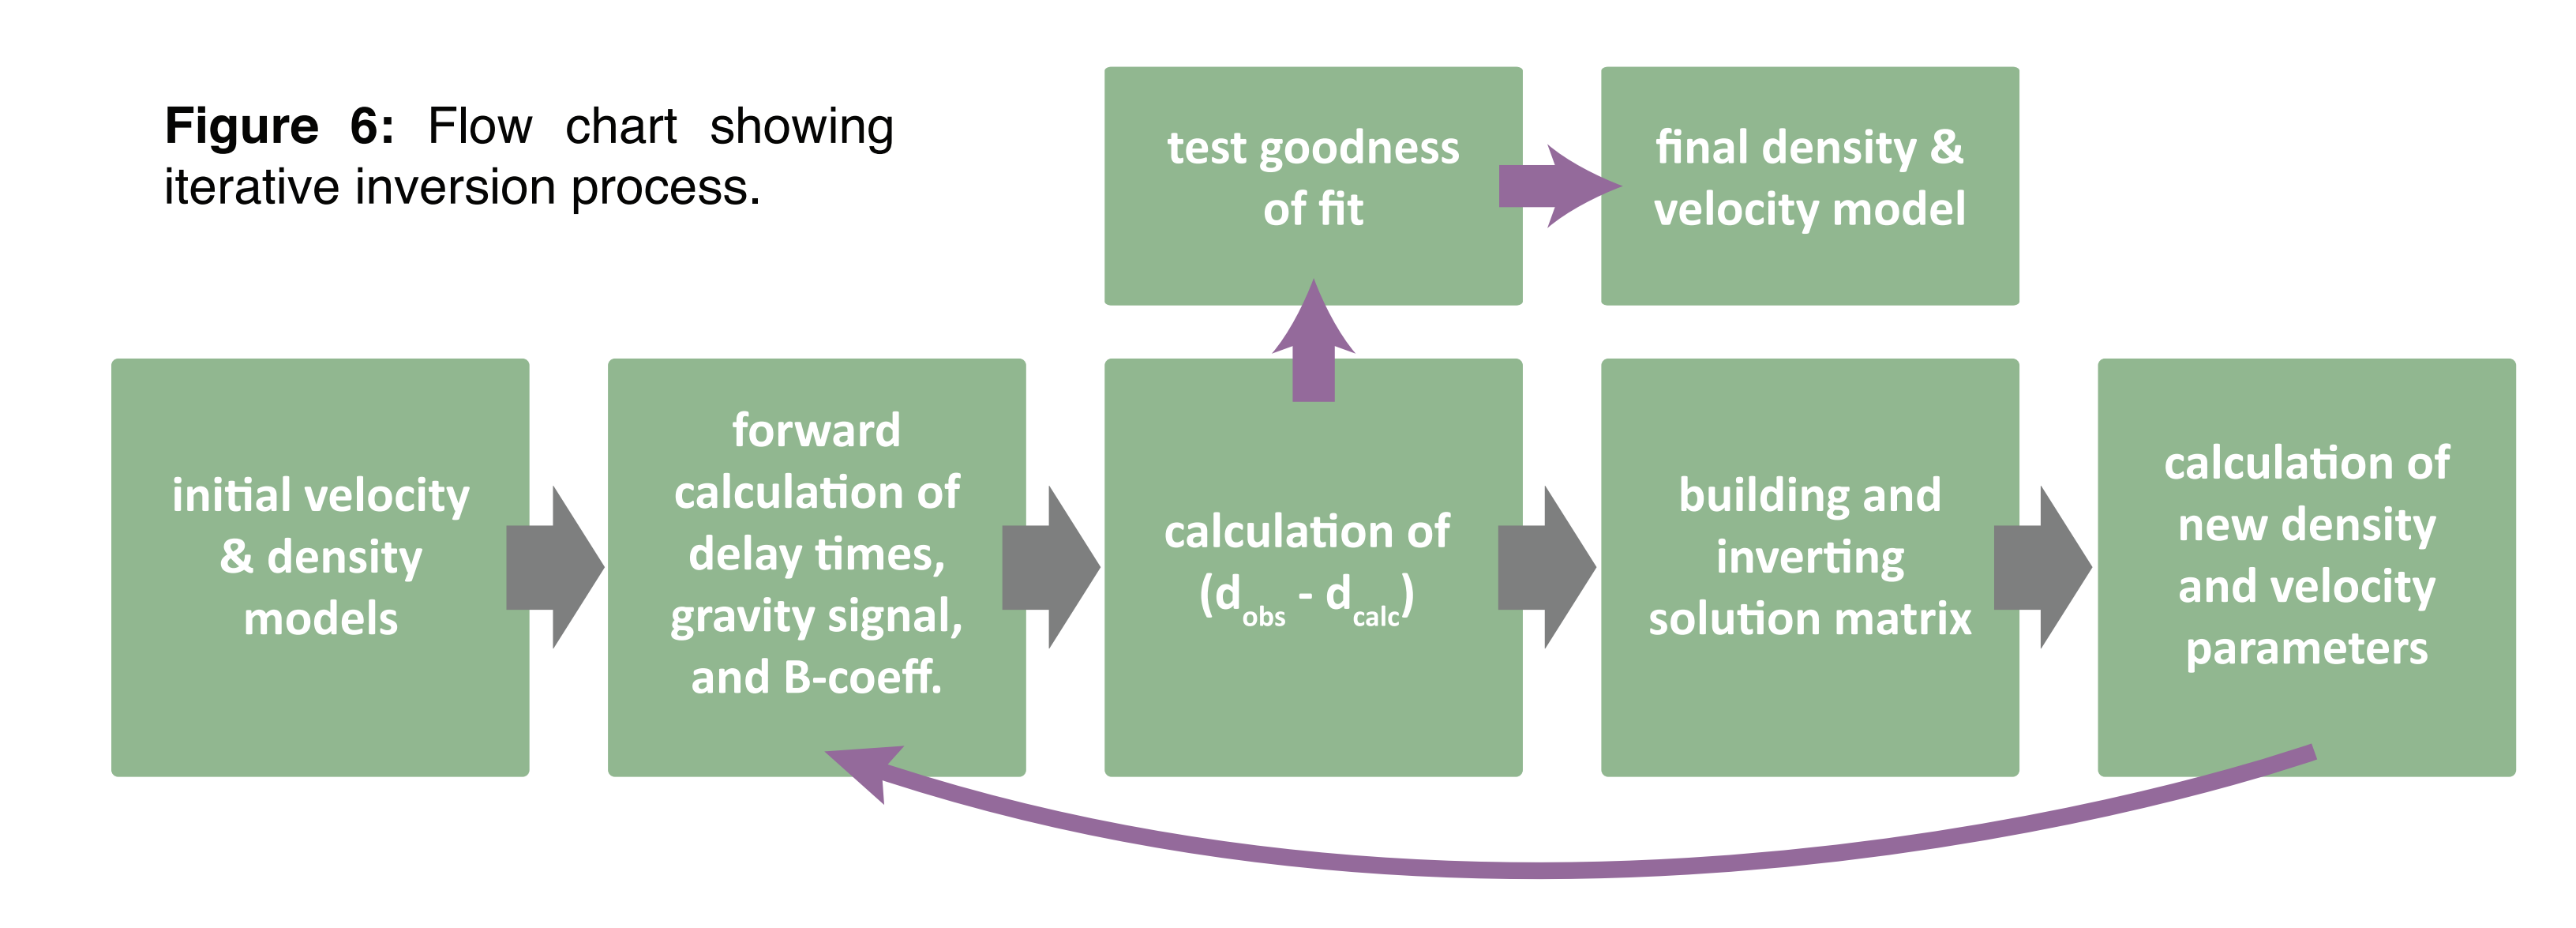 Figure 6: Flow chart showing
iterative inversion process.
test goodness
of fit
final density &
velocity model
initial velocity
& density
models
forward
calculation of
delay times,
gravity signal,
and B-coeff.
calculation of
(dobs - dcalc)
building and
inverting
solution matrix
calculation of
new density
and velocity
parameters